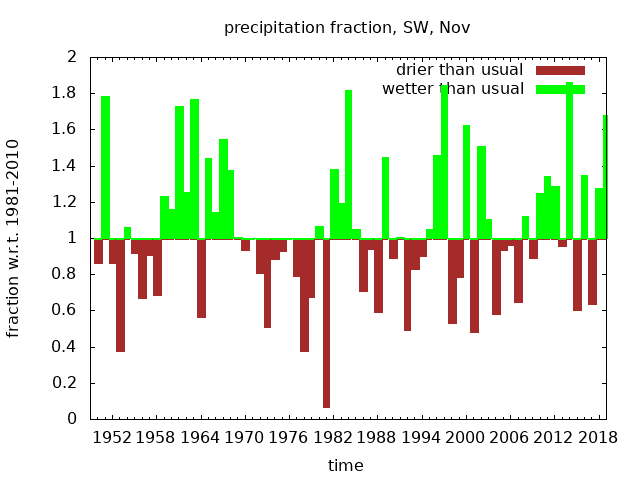 precipitation fraction, SW, Nov
drier than usual
wetter than usual
fraction w.r.t. 1981-2010
2
1.8
1.6
1.4
1.2
1
0.8
0.6
0.4
0.2
0
1952 1958 1964 1970 1976 1982 1988 1994 2000 2006 2012 2018
time